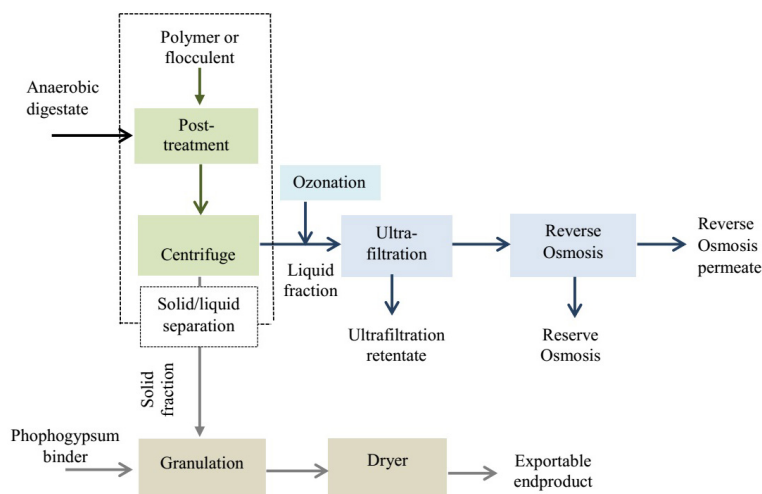 Polymer or
flocculent
Anaerobic
digestate
Post-
treatment
Ozonation
Centrifuge
Liquid
fraction
Ultra-
filtration
Reverse
Osmosis
Reverse
Osmosis
permeate
Solid/liquid
separation
Ultrafiltration
retentate
Reserve
Osmosis
Solid
fraction
Phophogypsum
binder
Granulation
Dryer
Exportable
endproduct